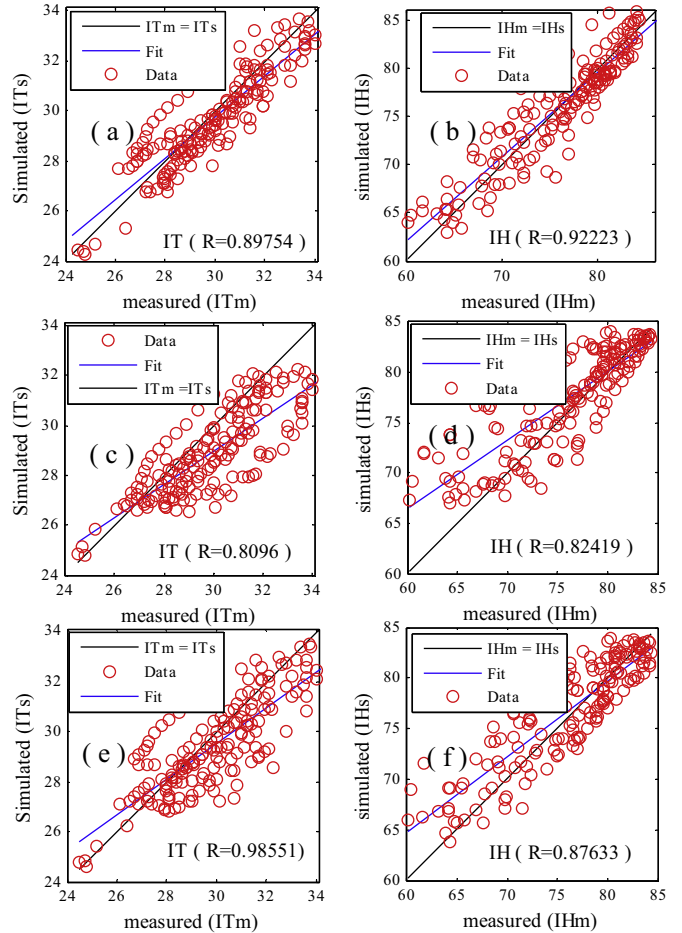 34
32
30
28
26
24
Simulated (ITs)
ITm = ITs
Fit
Data
( a )
IT ( R=0.89754)
24 26 28 30 32 34
measured (ITm)
85
80
75
70
65
60
simulated (IHs)
IHm =IHs
Fit
Data
( b )
IH ( R=0.92223)
60 70 80
measured (IHm)
34
32
30
28
26
24
Simulated (ITs)
Data
Fit
ITm =ITs
( c )
IT (R=0.8096)
24 26 28 30 32 34
measured (ITm)
85
80
75
70
65
60
simulated (IHs)
IHm = IHs
Fit
Data
( d )
IH (R=0.82419)
60 65 70 75 80 85
measured (IHm)
34
32
30
28
26
24
Simulated (ITs)
ITm = ITs
Data
Fit
( e )
IT ( R=0.98551)
24 26 28 30 32 34
measured (ITm)
85
80
75
70
65
60
simulated (IHs)
IHm = IHs
Fit
Data
( f )
IH ( R=0.87633)
60 65 70 75 80 85
measured (IHm)